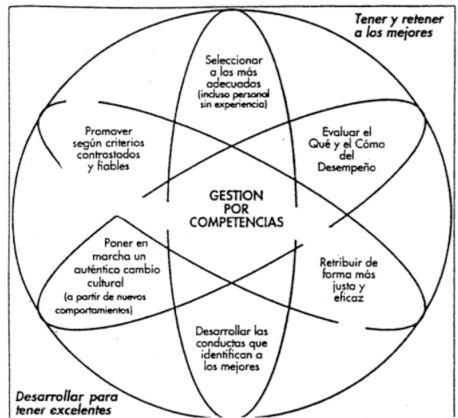 Tener y retener
a los mejores
Seleccionar
a los más
adecuados
(incluso personal
sin experiencia)
Promover
según criterios
contrastados
y fiables
Evaluar el
Qué y el Cómo
del
Desempeño
GESTION
POR
COMPETENCIAS
Poner en
marcha un
auténtico cambio
cultural
(a partir de nuevos
comportamientos)
Retribuir de
forma más
justa y
eficaz
Desarrollar las
conductas que
identifican a
los mejores
Desarrollar para
tener excelentes